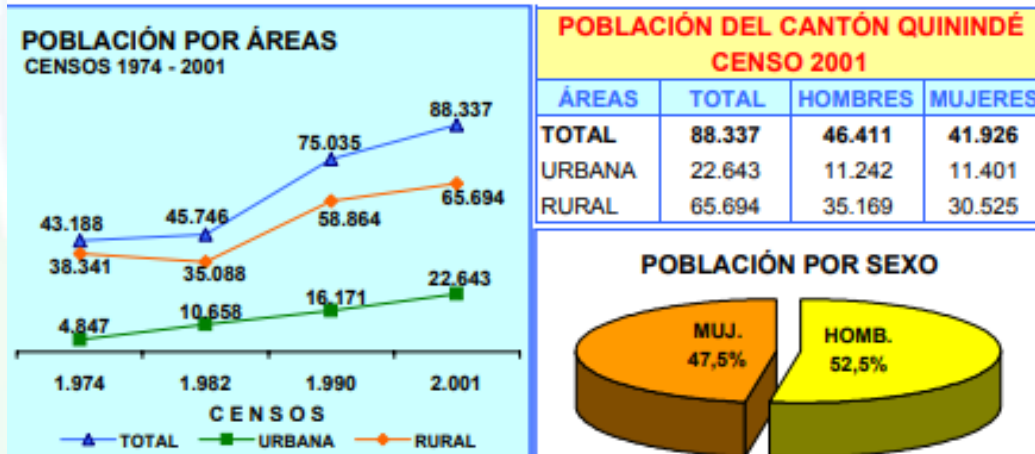 POBLACIÓN POR ÁREAS
CENSOS 1974 - 2001
88.337
75.035
65.694
58.864
43.188 45.746
38.341 35.088
22.643
16.171
10.658
4.847
1.974 1.982 1.990 2.001
CENSOS
TOTAL URBANA RURAL
POBLACIÓN DEL CANTÓN QUININDÉ
CENSO 2001
ÁREAS TOTAL HOMBRES MUJERES
TOTAL 88.337 46.411 41.926
URBANA 22.643 11.242 11.401
RURAL 65.694 35.169 30.525
POBLACIÓN POR SEXO
MUJ. HOMB.
47,5% 52,5%